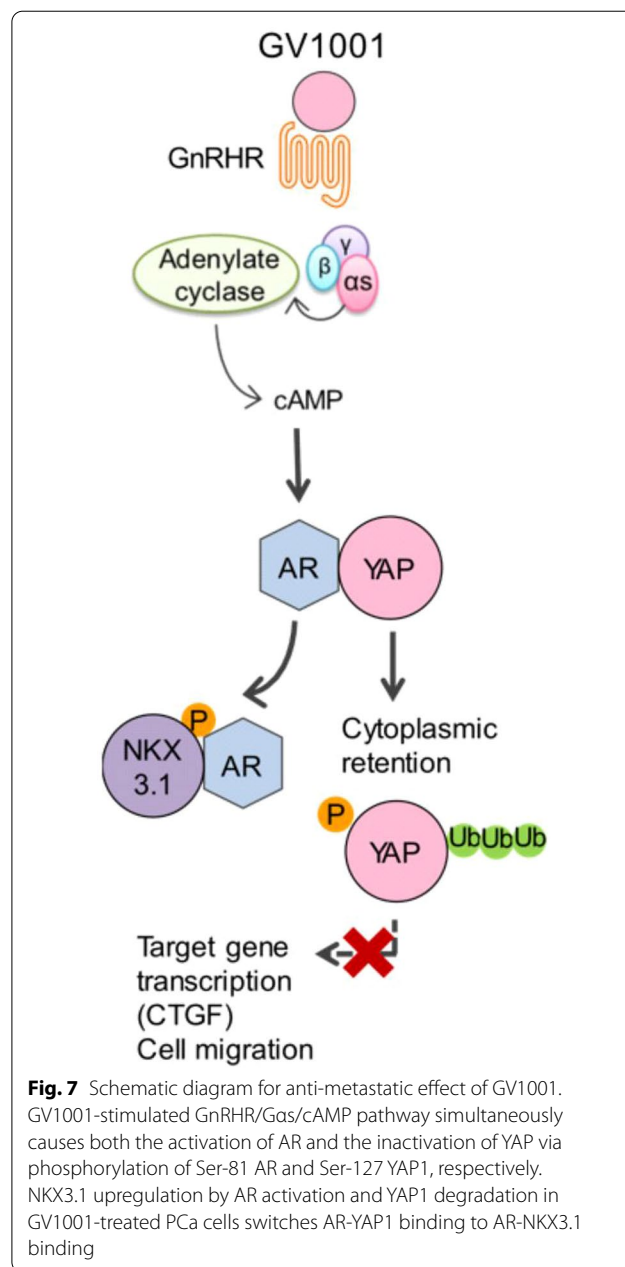 GV1001
GnRHR
γ
β
αs
Adenylate
cyclase
cAMP
AR
YAP
P
NKX
3.1
AR
Cytoplasmic
retention
P
YAP
Ub Ub Ub
Target gene
transcription
(CTGF)
Cell migration
Fig. 7 Schematic diagram for anti-metastatic effect of GV1001.
GV1001-stimulated GnRHR/Gαs/cAMP pathway simultaneously
causes both the activation of AR and the inactivation of YAP via
phosphorylation of Ser-81 AR and Ser-127 YAP1, respectively.
NKX3.1 upregulation by AR activation and YAP1 degradation in
GV1001-treated PCa cells switches AR-YAP1 binding to AR-NKX3.1
binding